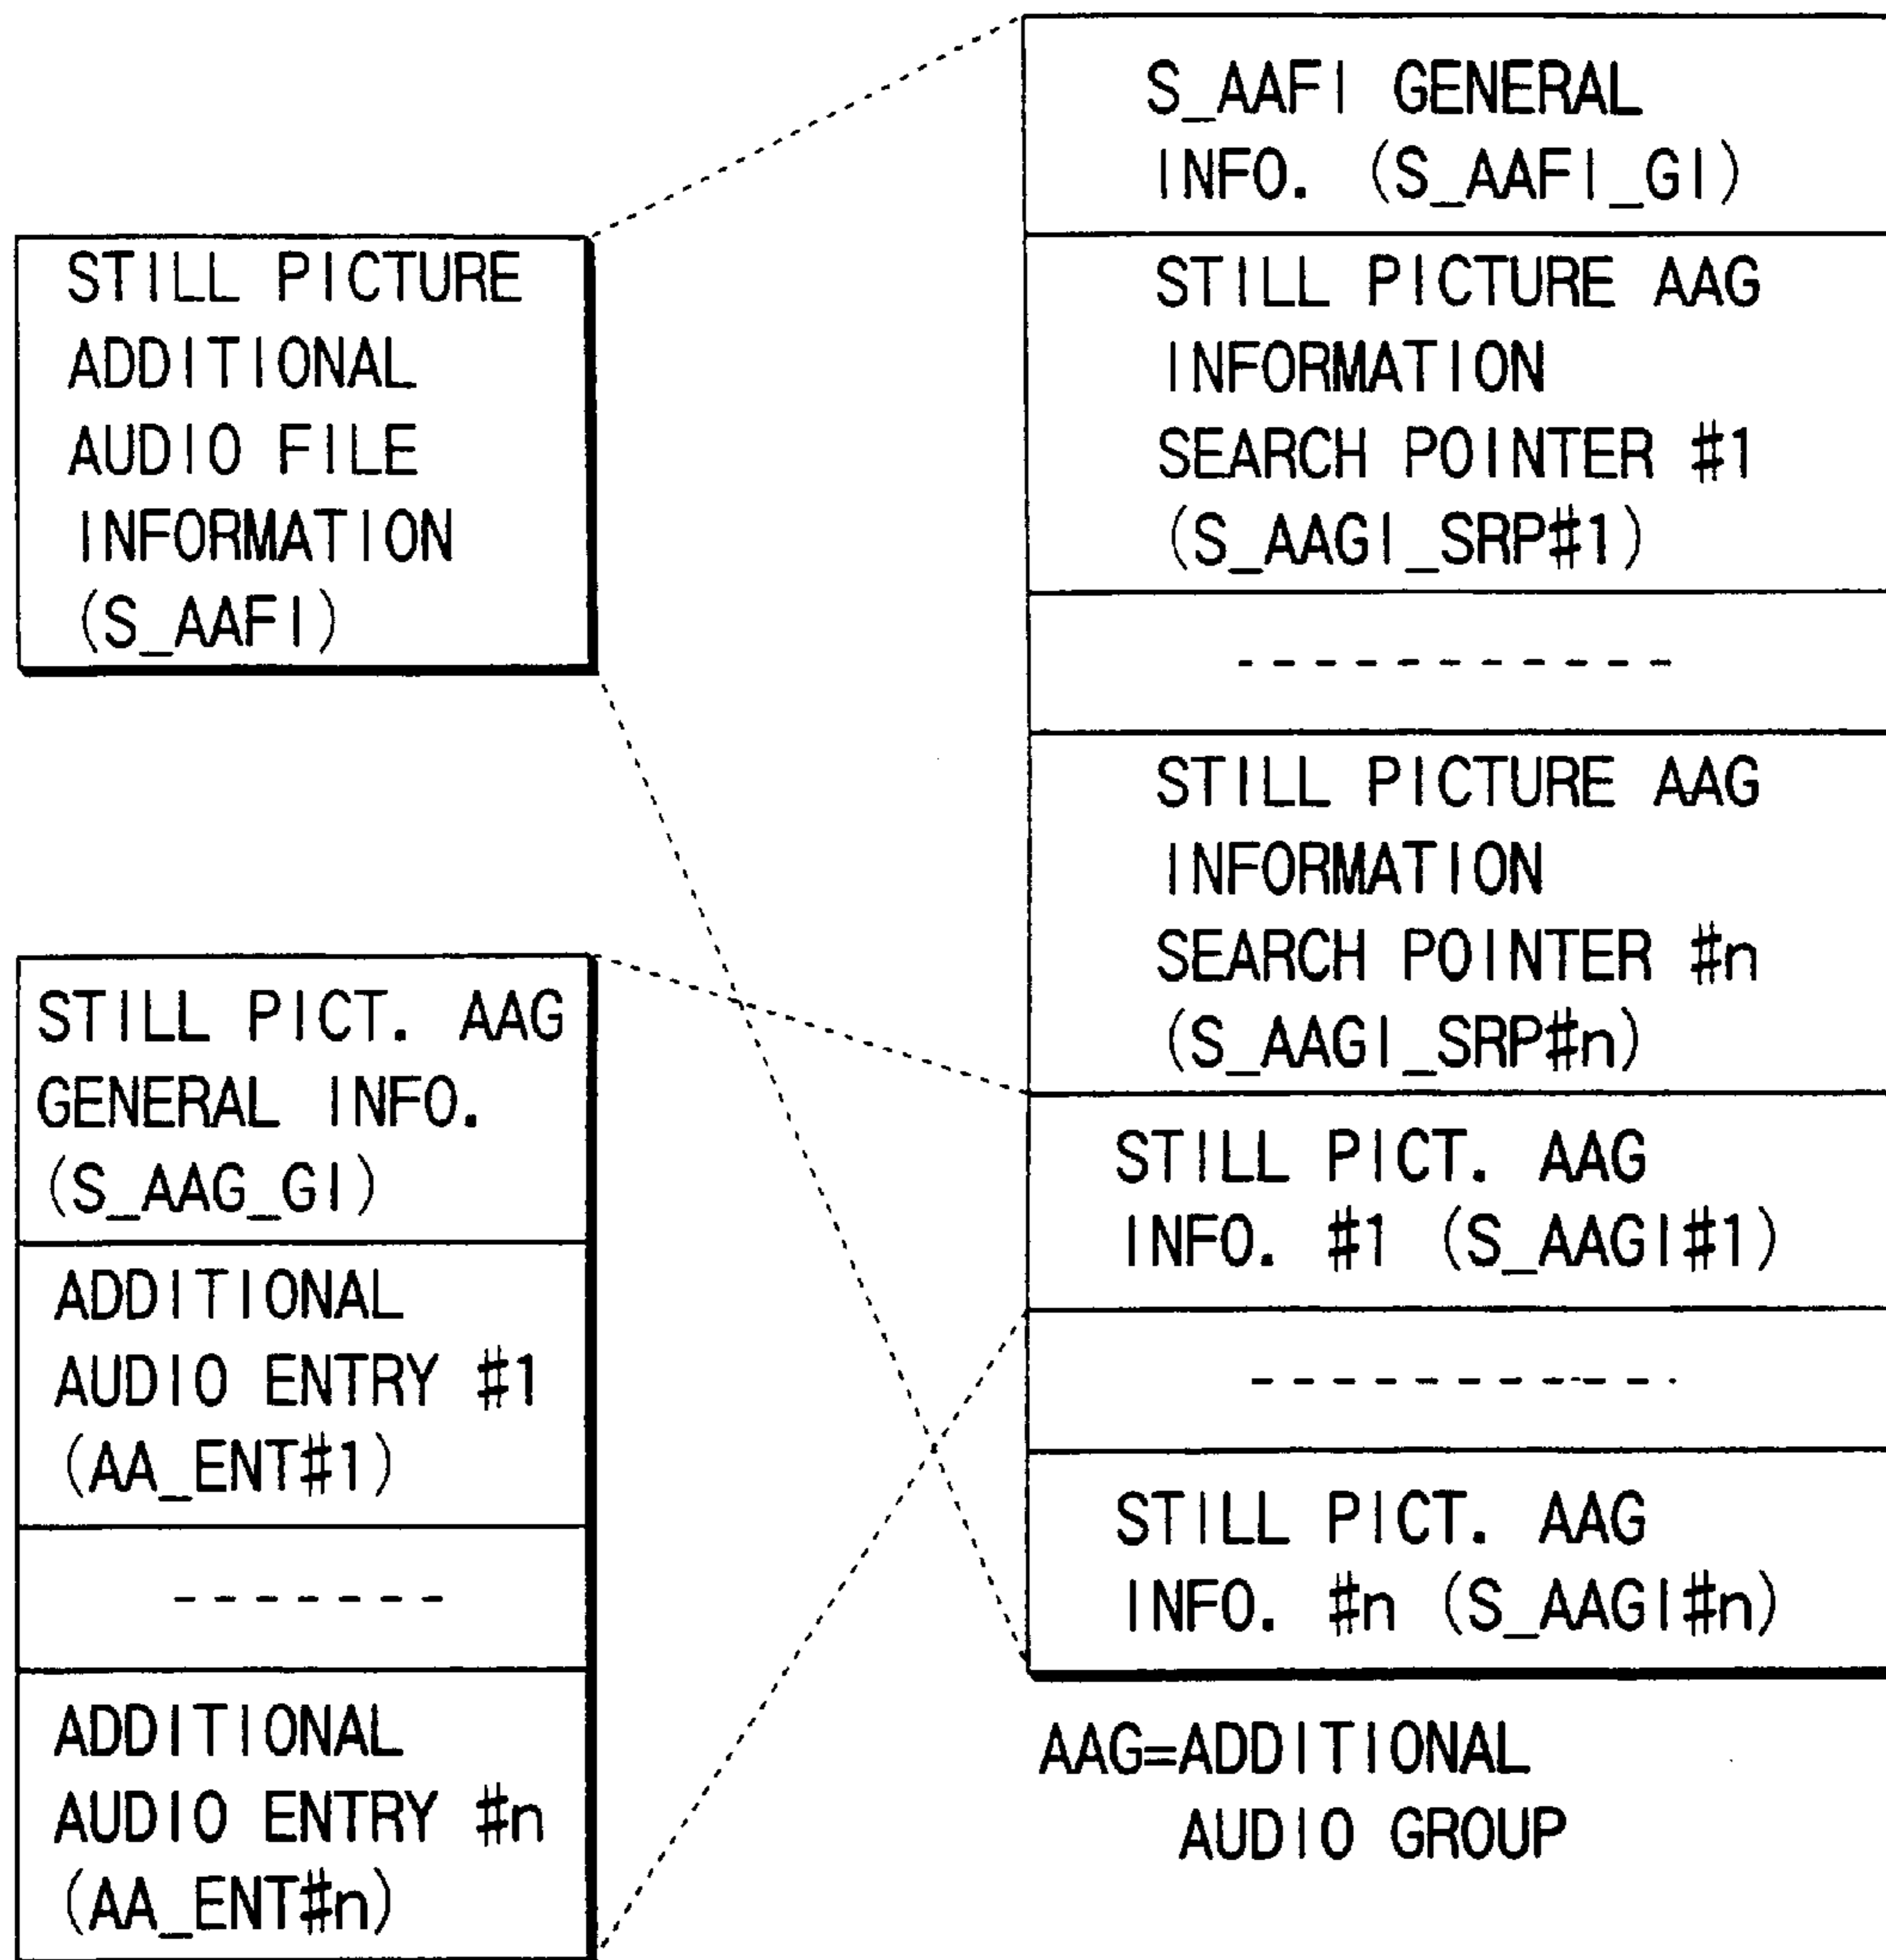 STILL PICTURE
ADDITIONAL
AUDIO FILE
INFORMATION
(S_AAFI)
S_AAFI GENERAL
INFO. (S_AAFI_GI)
STILL PICTURE AAG
INFORMATION
SEARCH POINTER #1
(S_AAGI_SRP#1)
STILL PICTURE AAG
INFORMATION
SEARCH POINTER #n
(S_AAGI_SRP#n)
STILL PICT. AAG
INFO. #1 (S_AAGI#1)
STILL PICT. AAG
INFO. #n (S_AAGI#n)
AAG=ADDITIONAL
AUDIO GROUP
STILL PICT. AAG
GENERAL INFO.
(S_AAG_GI)
ADDITIONAL
AUDIO ENTRY #1
(AA_ENT#1)
ADDITIONAL
AUDIO ENTRY #n
(AA_ENT#n)